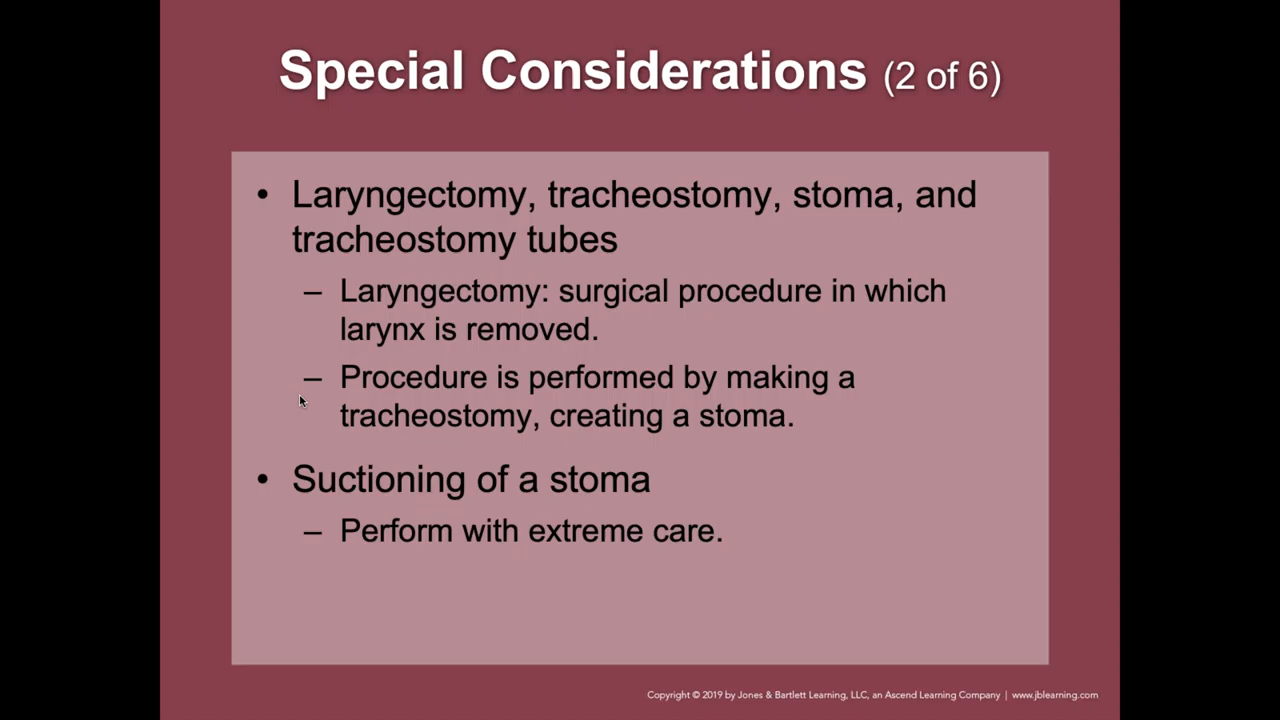 Special Considerations (2 of 6)
• Laryngectomy, tracheostomy, stoma, and
tracheostomy tubes
– Laryngectomy: surgical procedure in which
larynx is removed.
– Procedure is performed by making a
tracheostomy, creating a stoma.
• Suctioning of a stoma
– Perform with extreme care.
Copyright © 2019 by Jones & Bartlett Learning, LLC, an Ascend Learning Company | www.jblearning.com